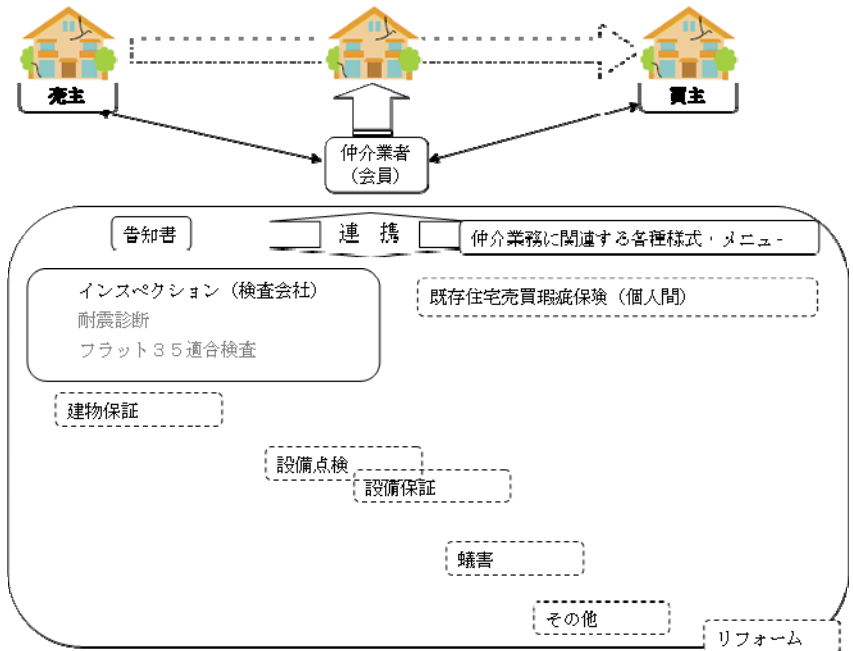 売主
買主
仲介業者
(会員)
告知書
連 携
仲介業務に関連する各種様式・メニュー
インスペクション(検査会社)
耐震診断
フラット35適合検査
既存住宅売買瑕疵保険(個人間)
建物保証
設備点検
設備保証
蟻害
その他
リフォーム